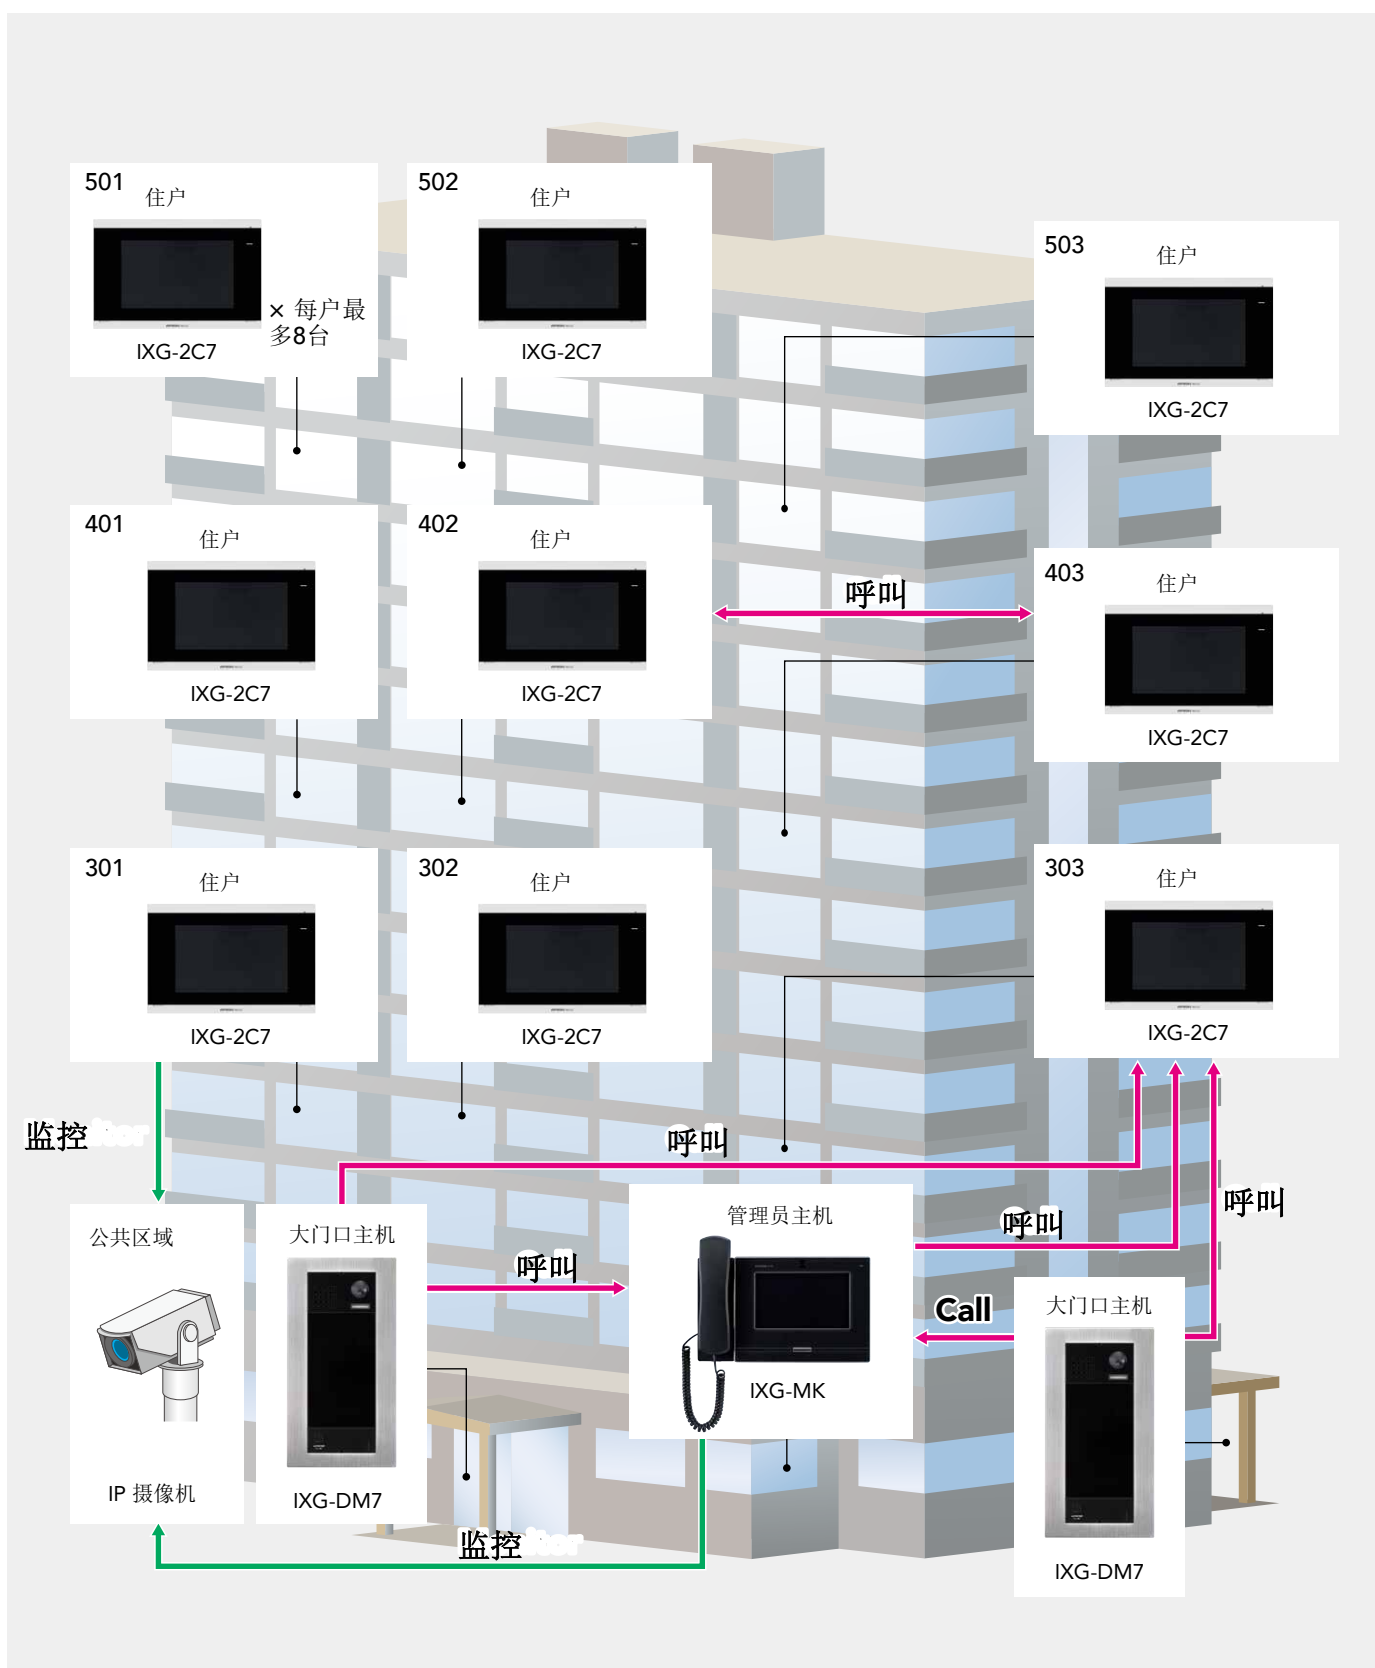 501
住户
× 每户最
多8台
IXG-2C7
502
住户
IXG-2C7
503
住户
IXG-2C7
401
住户
IXG-2C7
402
住户
IXG-2C7
呼叫
403
住户
IXG-2C7
301
住户
IXG-2C7
302
住户
IXG-2C7
303
住户
IXG-2C7
监控
呼叫
呼叫
呼叫
公共区域
IP 摄像机
大门口主机
IXG-DM7
呼叫
管理员主机
IXG-MK
Call
大门口主机
IXG-DM7
监控